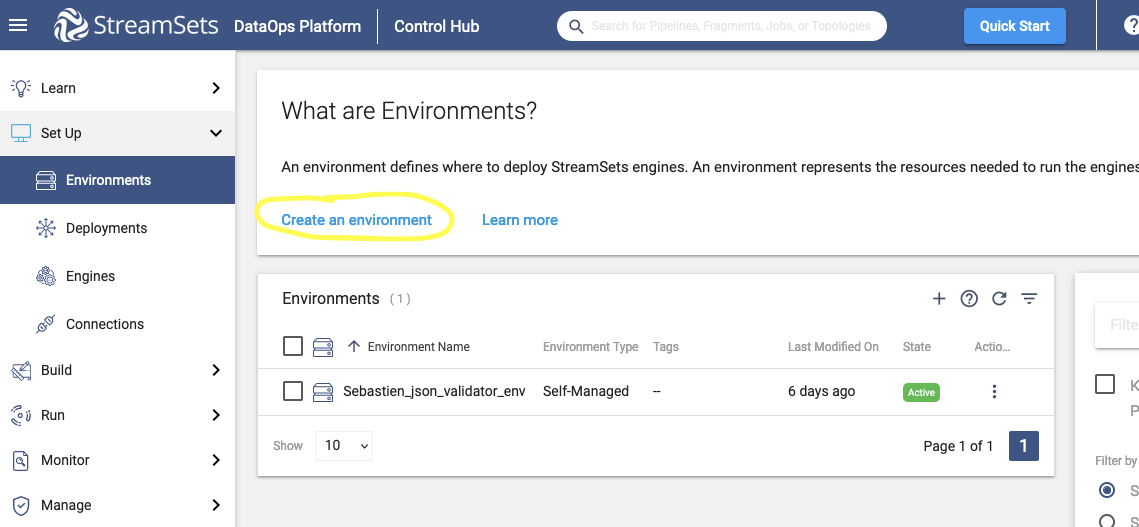 StreamSets DataOps Platform Control Hub Search for Pipelines, Fragments, Jobs, or Topologies Quick Start ?
Learn
Set Up
Environments
Deployments
Engines
Connections
Build
Run
Monitor
Manage
What are Environments?
An environment defines where to deploy StreamSets engines. An environment represents the resources needed to run the engines
Create an environment Learn more
Environments (1)
Environment Name Environment Type Tags Last Modified On State Actio...
Sebastien_json_validator_env Self-Managed -- 6 days ago Active
Show 10 Page 1 of 1 1
Filte
K
P
Filter by
S
S